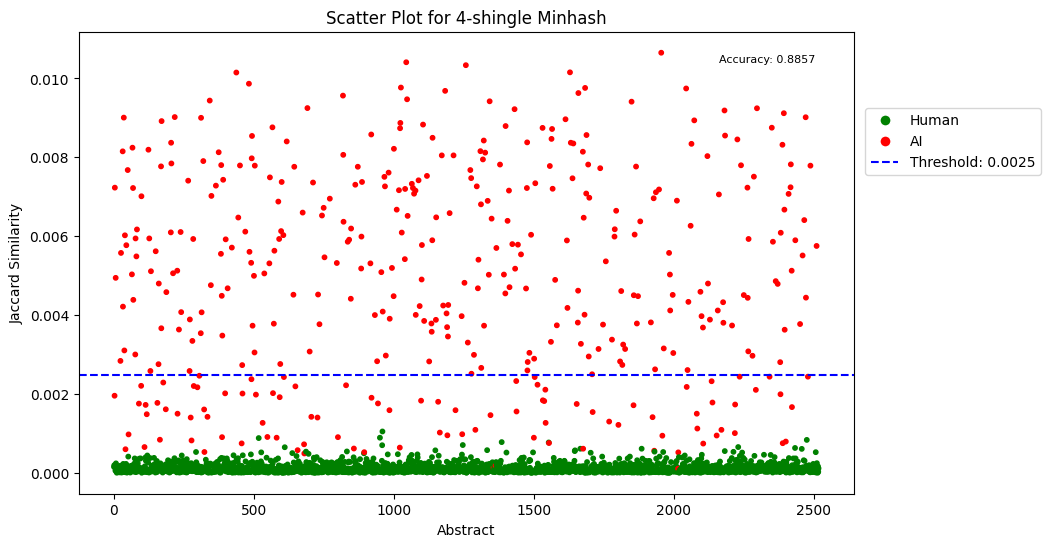 Scatter Plot for 4-shingle Minhash
Accuracy: 0.8857
Human
AI
Threshold: 0.0025
Jaccard Similarity
0.010
0.008
0.006
0.004
0.002
0.000
0 500 1000 1500 2000 2500
Abstract